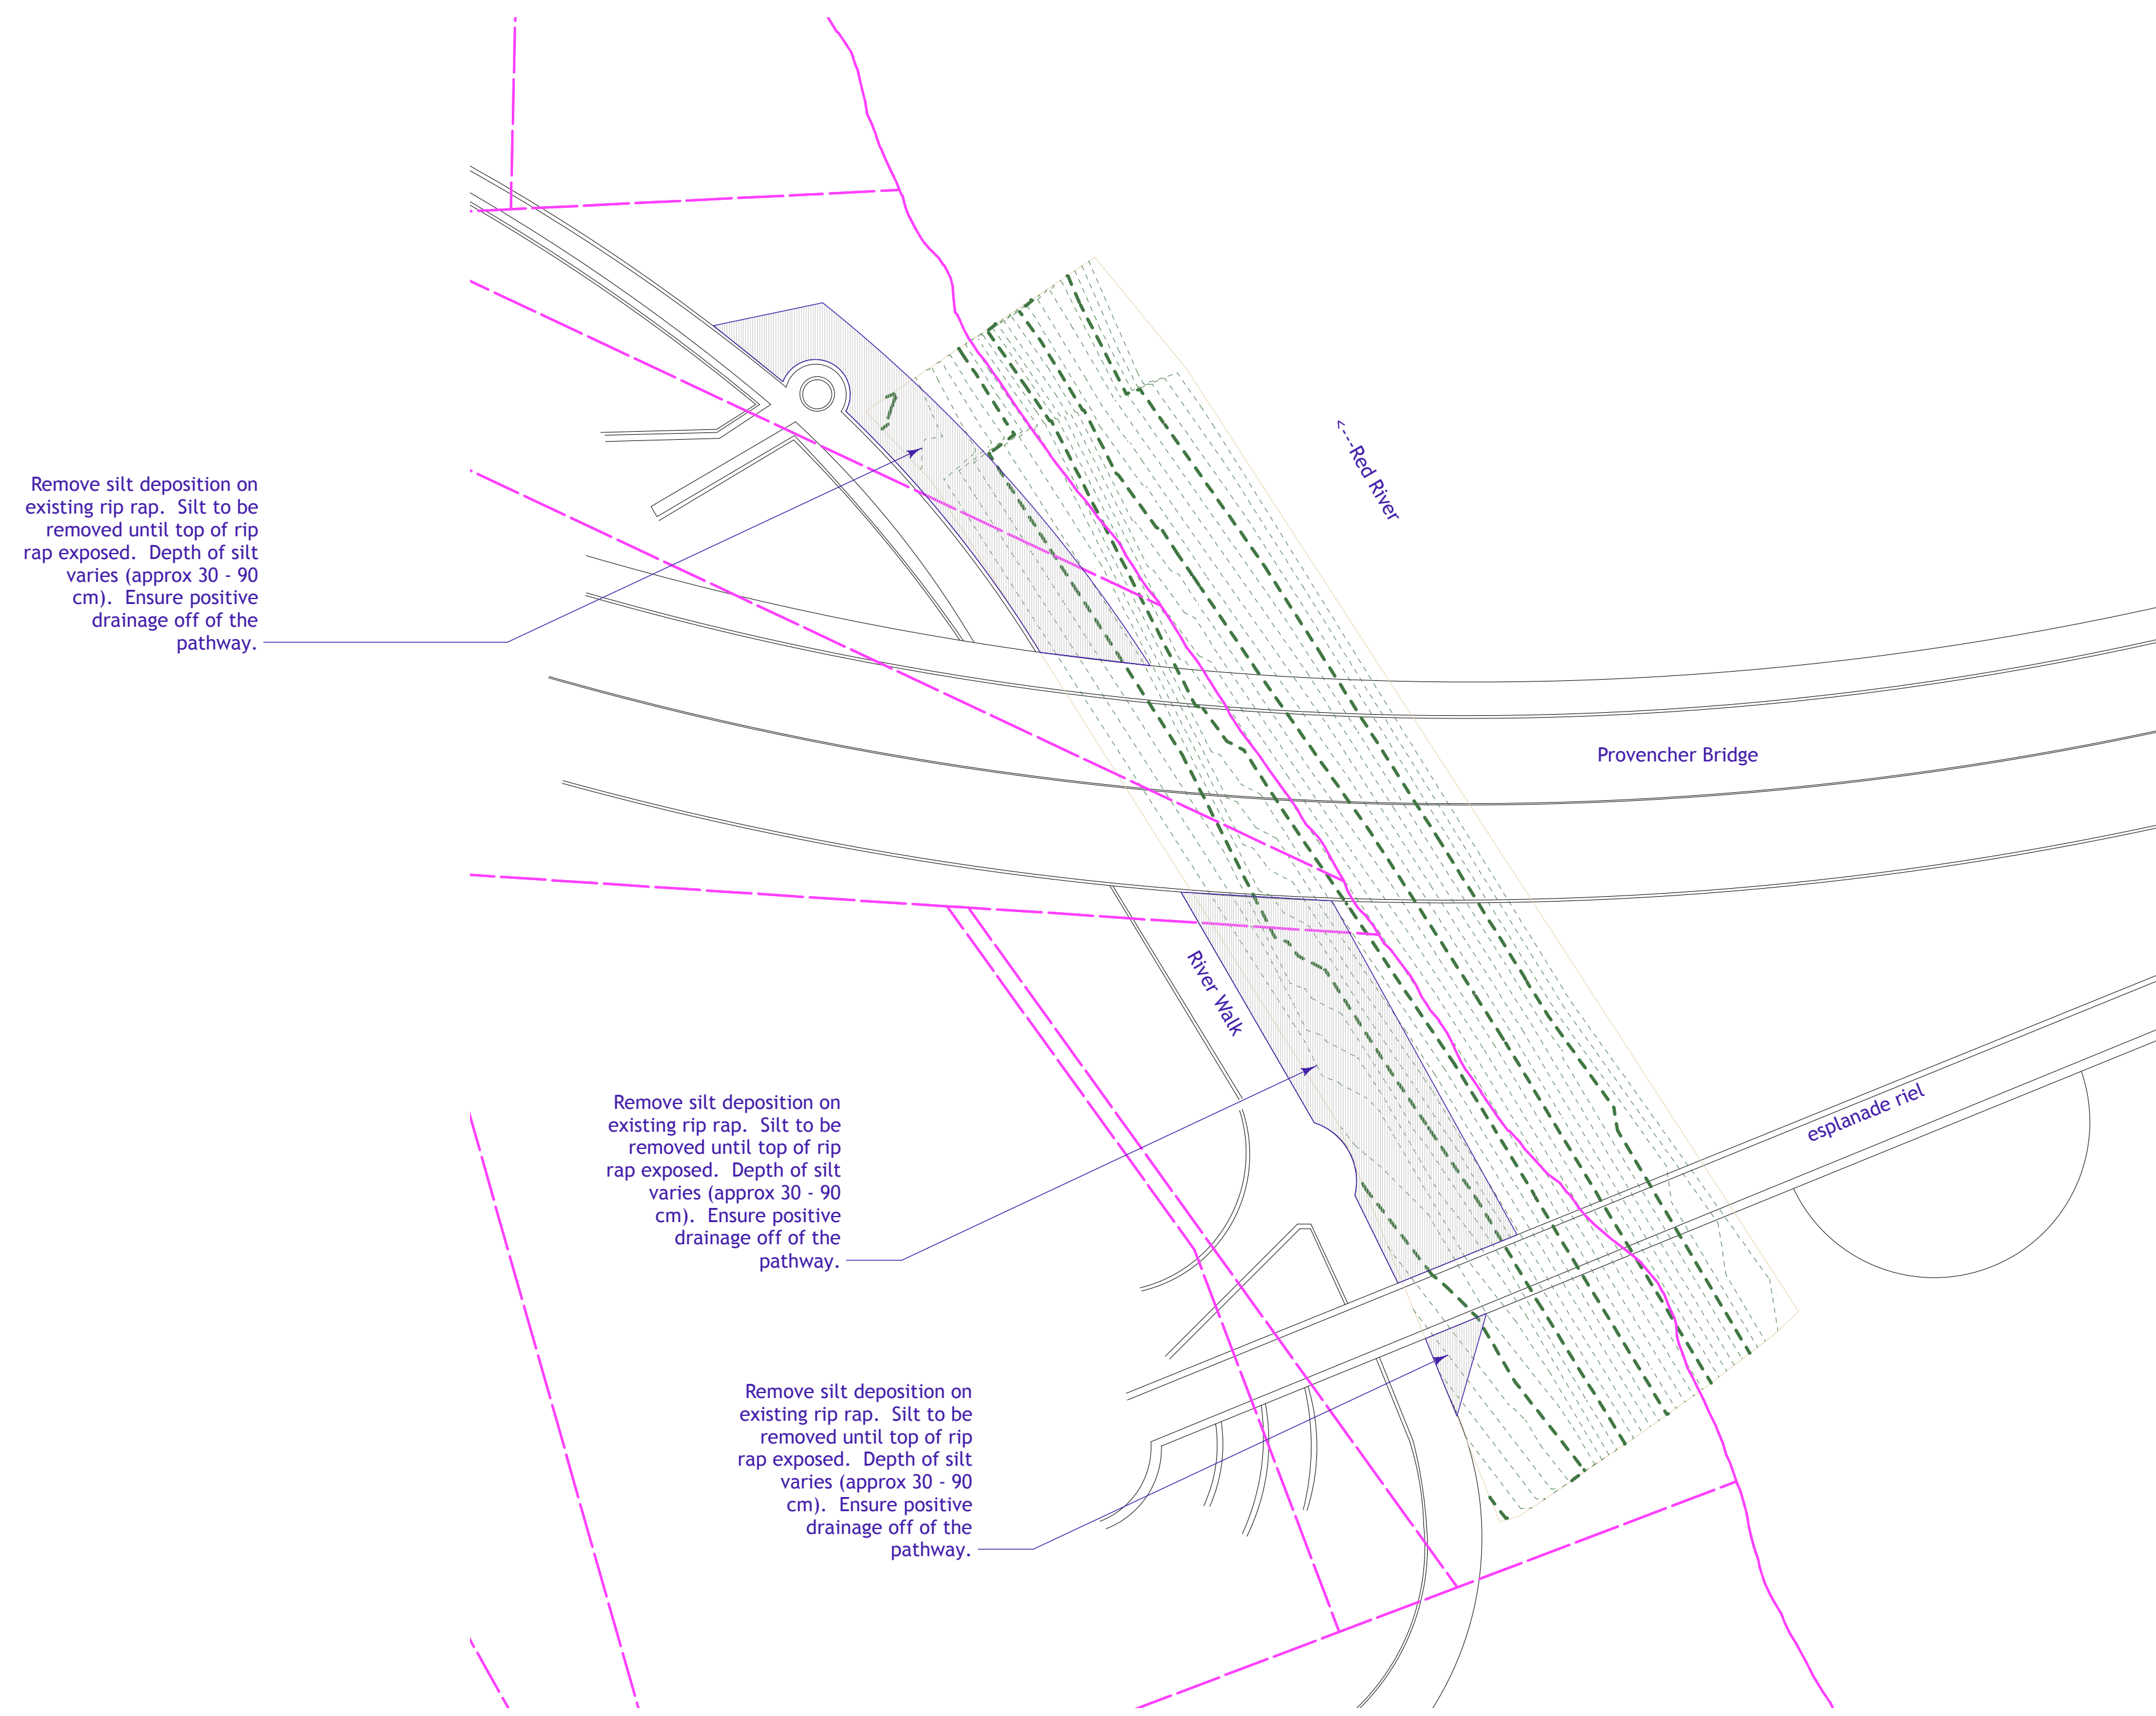 <----Red River
Remove silt deposition on
existing rip rap.  Silt to be
removed until top of rip
rap exposed.  Depth of silt
varies (approx 30 - 90
cm).  Ensure positive
drainage off of the
pathway.
Provencher Bridge
River Walk
esplanade riel
Remove silt deposition on
existing rip rap.  Silt to be
removed until top of rip
rap exposed.  Depth of silt
varies (approx 30 - 90
cm).  Ensure positive
drainage off of the
pathway.
Remove silt deposition on
existing rip rap.  Silt to be
removed until top of rip
rap exposed.  Depth of silt
varies (approx 30 - 90
cm).  Ensure positive
drainage off of the
pathway.